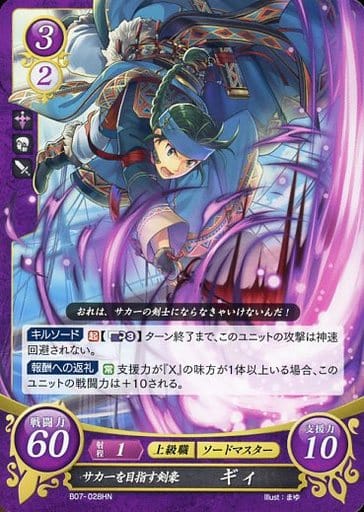 3
2
おれは、サカーの剣士にならなきゃいけないんだ!
キルソード 起【3】ターン終了まで、このユニットの攻撃は神速
回避されない。
報酬への返礼 常 支援力が『X』の味方が1体以上いる場合、この
ユニットの戦闘力は+10される。
戦闘力
60
射程 1
上級職
ソードマスター
支援力
10
サカーを目指す剣豪 ギィ
B07-028HN
Illust:まゆ